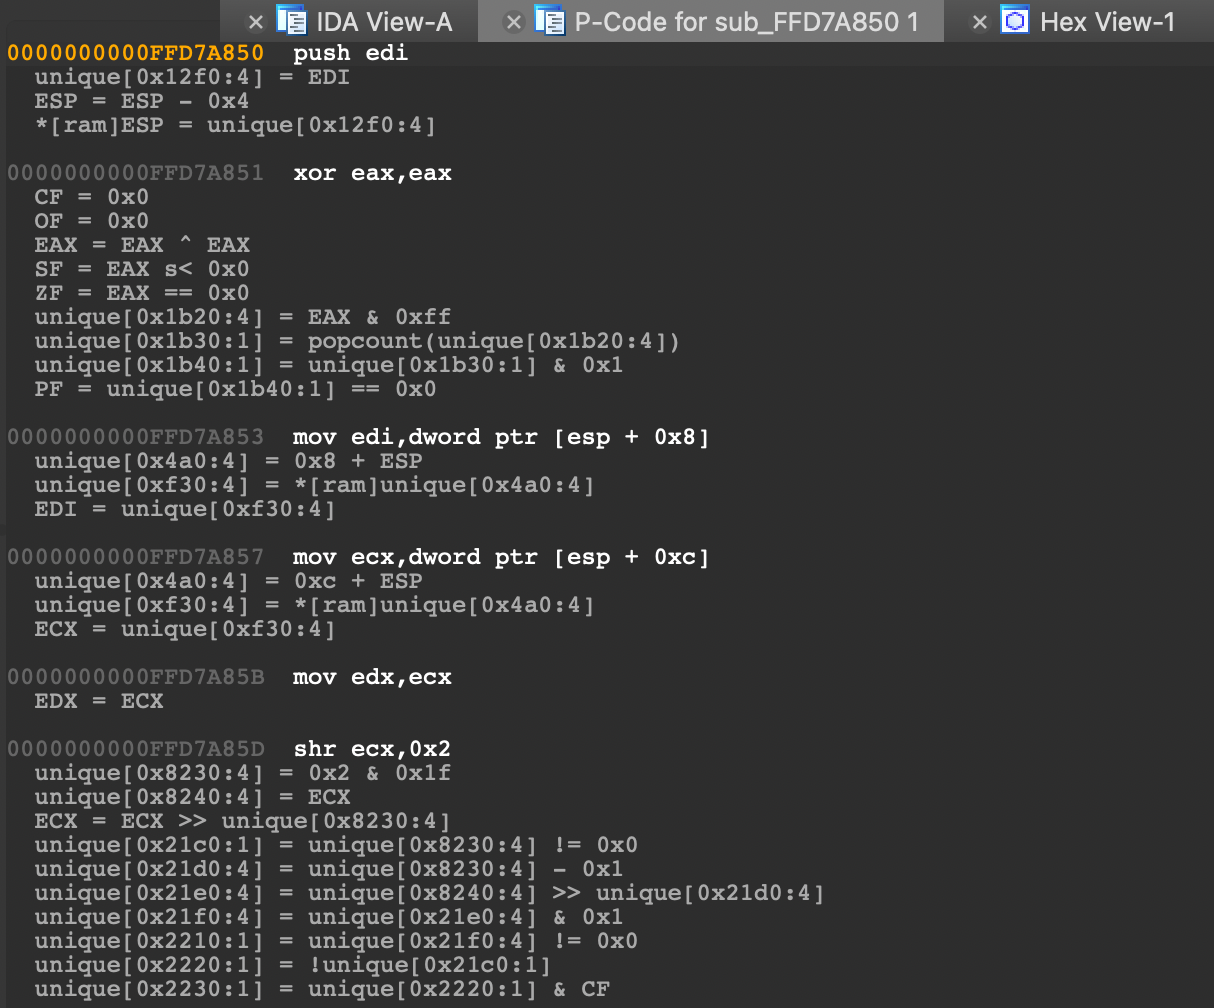 IDA View-A P-Code for sub_FFD7A850 1 Hex View-1
0000000000FFD7A850 push edi
unique[0x12f0:4] = EDI
ESP = ESP - 0x4
*[ram]ESP = unique[0x12f0:4]
0000000000FFD7A851 xor eax,eax
CF = 0x0
OF = 0x0
EAX = EAX ^ EAX
SF = EAX s< 0x0
ZF = EAX == 0x0
unique[0x1b20:4] = EAX & 0xff
unique[0x1b30:1] = popcount(unique[0x1b20:4])
unique[0x1b40:1] = unique[0x1b30:1] & 0x1
PF = unique[0x1b40:1] == 0x0
0000000000FFD7A853 mov edi,dword ptr [esp + 0x8]
unique[0x4a0:4] = 0x8 + ESP
unique[0xf30:4] = *[ram]unique[0x4a0:4]
EDI = unique[0xf30:4]
0000000000FFD7A857 mov ecx,dword ptr [esp + 0xc]
unique[0x4a0:4] = 0xc + ESP
unique[0xf30:4] = *[ram]unique[0x4a0:4]
ECX = unique[0xf30:4]
0000000000FFD7A85B mov edx,ecx
EDX = ECX
0000000000FFD7A85D shr ecx,0x2
unique[0x8230:4] = 0x2 & 0x1f
unique[0x8240:4] = ECX
ECX = ECX >> unique[0x8230:4]
unique[0x21c0:1] = unique[0x8230:4] != 0x0
unique[0x21d0:4] = unique[0x8230:4] - 0x1
unique[0x21e0:4] = unique[0x8240:4] >> unique[0x21d0:4]
unique[0x21f0:4] = unique[0x21e0:4] & 0x1
unique[0x2210:1] = unique[0x21f0:4] != 0x0
unique[0x2220:1] = !unique[0x21c0:1]
unique[0x2230:1] = unique[0x2220:1] & CF